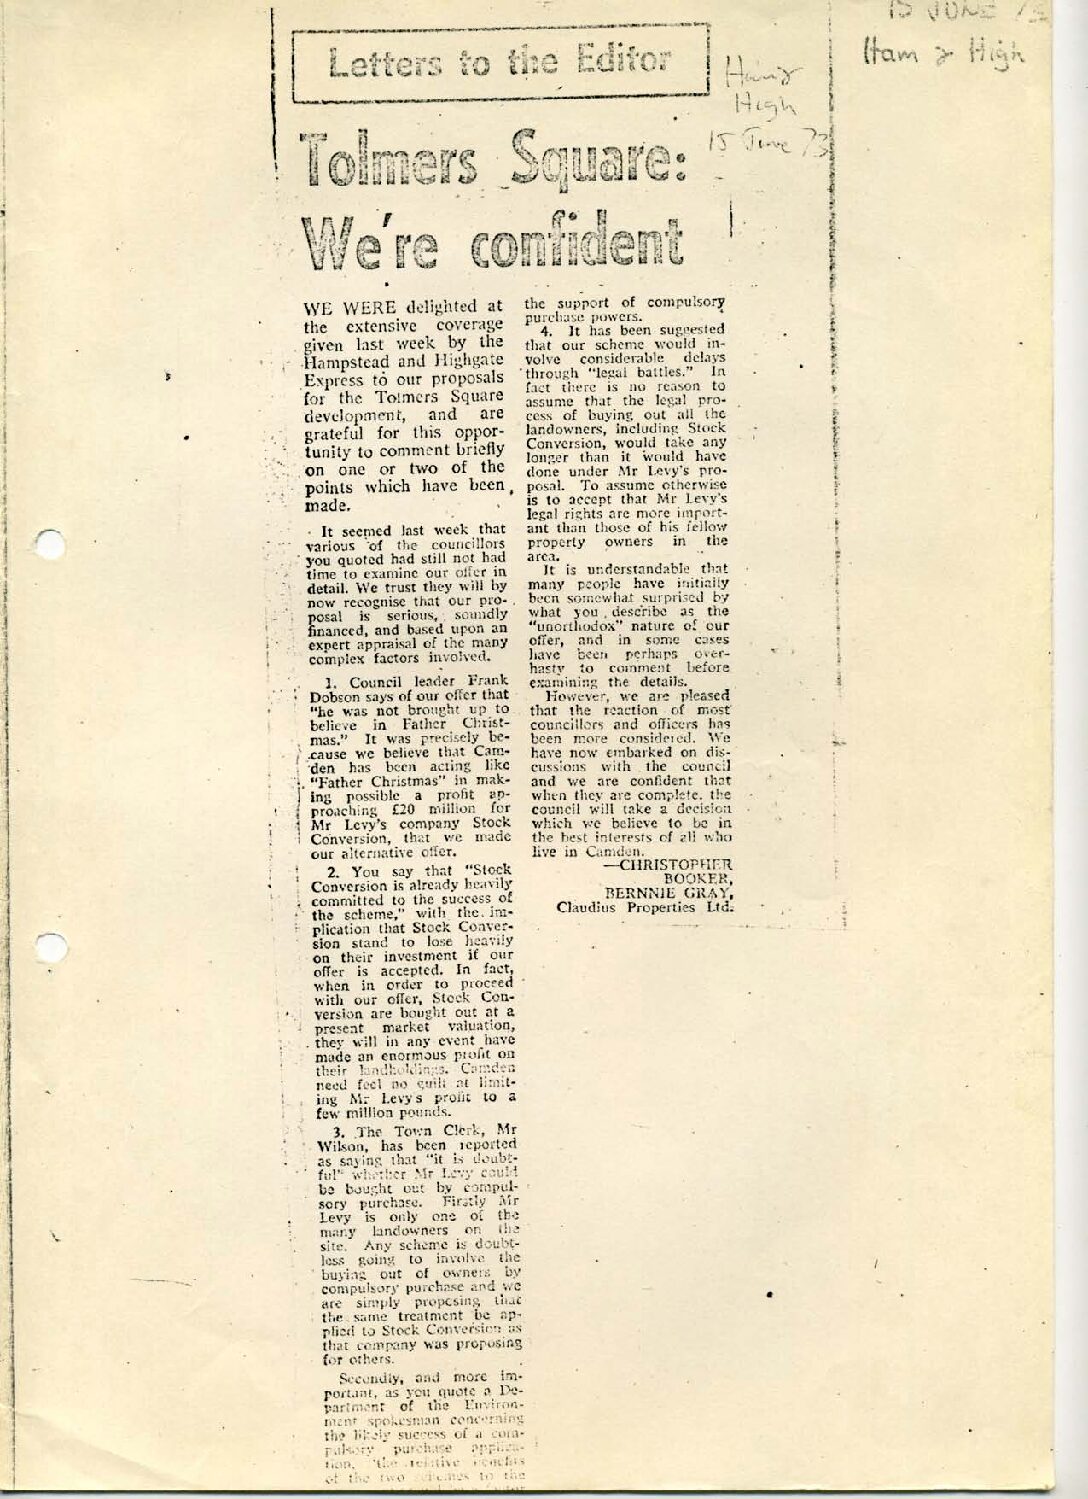 15 JUNE 73
Ham & High
Letters to the Editor
Ham &
High
15 June 73
Tolmers Square:
We're confident
WE WERE delighted at
the extensive coverage
given last week by the
Hampstead and Highgate
Express to our proposals
for the Tolmers Square
development, and are
grateful for this oppor-
tunity to comment briefly
on one or two of the
points which have been
made.
It seemed last week that
various of the councillors
you quoted had still not had
time to examine our offer in
detail. We trust they will by
now recognise that our pro-
posal is serious, soundly
financed, and based upon an
expert appraisal of the many
complex factors involved.
1. Council leader Frank
Dobson says of our offer that
"he was not brought up to
believe in Father Christ-
mas." It was precisely be-
cause we believe that Cam-
den has been acting like
"Father Christmas" in mak-
ing possible a profit ap-
proaching £20 million for
Mr Levy's company Stock
Conversion, that we made
our alternative offer.
2. You say that "Stock
Conversion is already heavily
committed to the success of
the scheme," with the im-
plication that Stock Conver-
sion stand to lose heavily
on their investment if our
offer is accepted. In fact,
when in order to proceed
with our offer, Stock Con-
version are bought out at a
present market valuation,
they will in any event have
made an enormous profit on
their landholdings. Camden
need feel no guilt at limit-
ing Mr Levy's profit to a
few million pounds.
3. The Town Clerk, Mr
Wilson, has been reported
as saying that "it is doubt-
ful" whether Mr Levy could
be bought out by compul-
sory purchase. Firstly Mr
Levy is only one of the
many landowners on the
site. Any scheme is doubt-
less going to involve the
buying out of owners by
compulsory purchase and we
are simply proposing that
the same treatment be ap-
plied to Stock Conversion as
that company was proposing
for others.
Secondly, and more im-
portant, as you quote a De-
partment of the Environ-
ment spokesman concerning
the likely success of a com-
pulsory purchase applica-
tion, "the relative benefits
of the two schemes to the
the support of compulsory
purchase powers.
4. It has been suggested
that our scheme would in-
volve considerable delays
through "legal battles." In
fact there is no reason to
assume that the legal pro-
cess of buying out all the
landowners, including Stock
Conversion, would take any
longer than it would have
done under Mr Levy's pro-
posal. To assume otherwise
is to accept that Mr Levy's
legal rights are more import-
ant than those of his fellow
property owners in the
area.
It is understandable that
many people have initially
been somewhat surprised by
what you describe as the
"unorthodox" nature of our
offer, and in some cases
have been perhaps over-
hasty to comment before
examining the details.
However, we are pleased
that the reaction of most
councillors and officers has
been more considered. We
have now embarked on dis-
cussions with the council
and we are confident that
when they are complete, the
council will take a decision
which we believe to be in
the best interests of all who
live in Camden.
—CHRISTOPHER
BOOKER,
BERNNIE GRAY,
Claudius Properties Ltd.